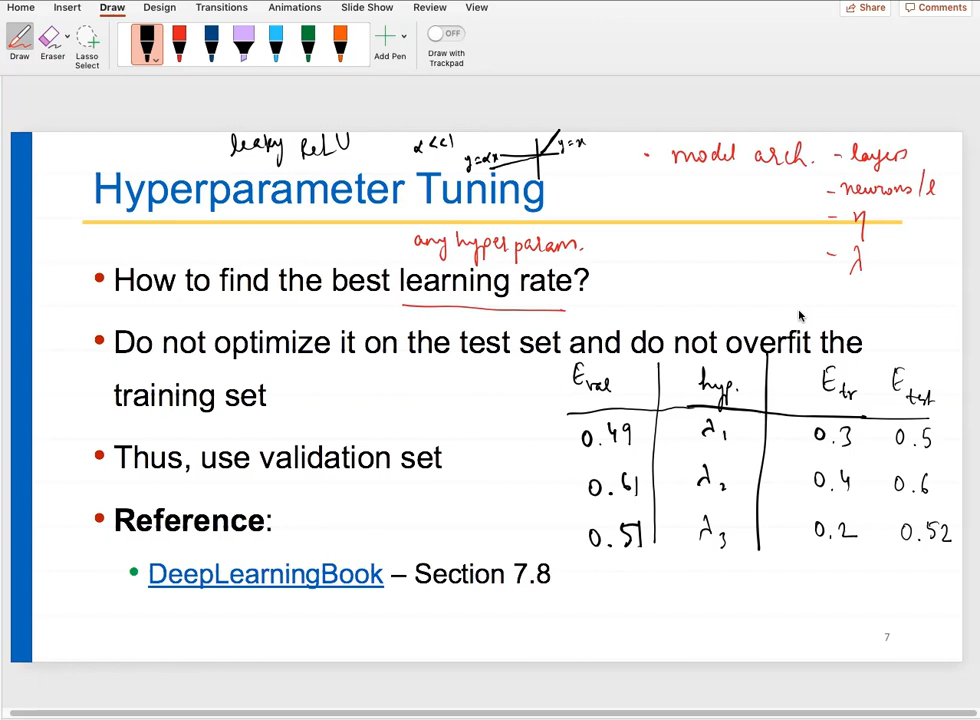 Home Insert Draw Design Transitions Animations Slide Show Review View Share Comments
Draw Eraser Lasso Select Add Pen OFF Draw with Trackpad
leaky ReLU α <<1 y=αx y=x
· model arch. - layers
- neurons/l
- η
- λ
Hyperparameter Tuning
any hyperparam.
• How to find the best learning rate?
• Do not optimize it on the test set and do not overfit the
training set
• Thus, use validation set
• Reference:
• DeepLearningBook – Section 7.8
E val hyp. E tr E test
0.49 λ1 0.3 0.5
0.61 λ2 0.4 0.6
0.51 λ3 0.2 0.52
7